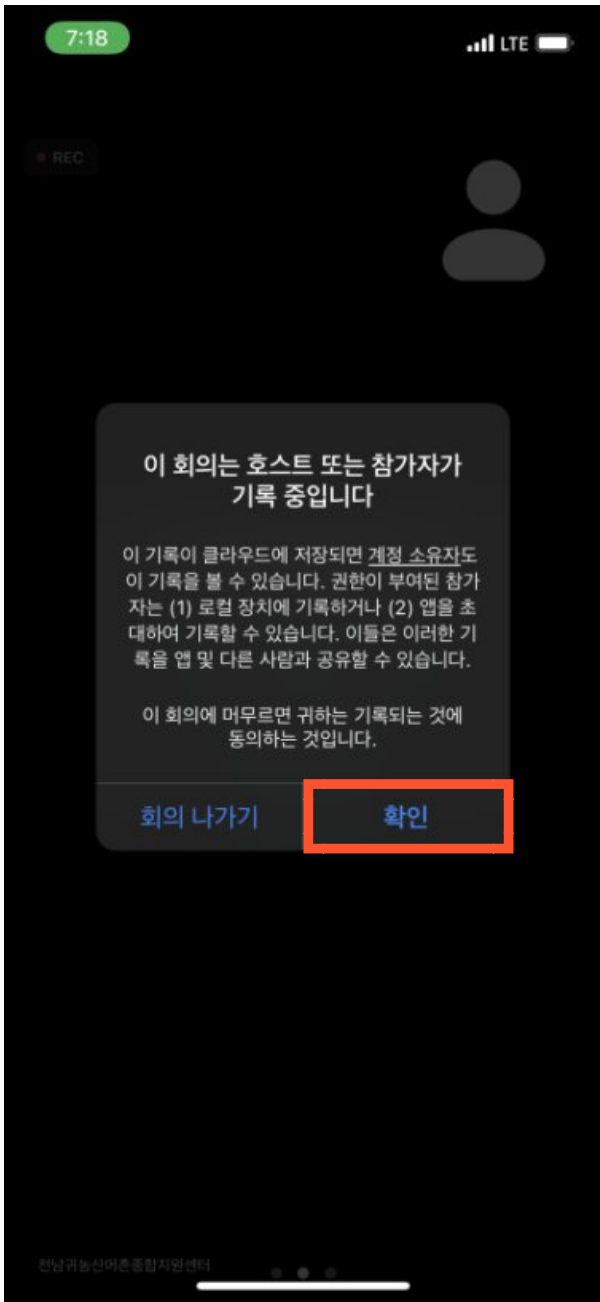 7:18
LTE
REC
이 회의는 호스트 또는 참가자가
기록 중입니다
이 기록이 클라우드에 저장되면 계정 소유자도
이 기록을 볼 수 있습니다. 권한이 부여된 참가
자는 (1) 로컬 장치에 기록하거나 (2) 앱을 초
대하여 기록할 수 있습니다. 이들은 이러한 기
록을 앱 및 다른 사람과 공유할 수 있습니다.
이 회의에 머무르면 귀하는 기록되는 것에
동의하는 것입니다.
회의 나가기
확인
전남귀농산어촌종합지원센터